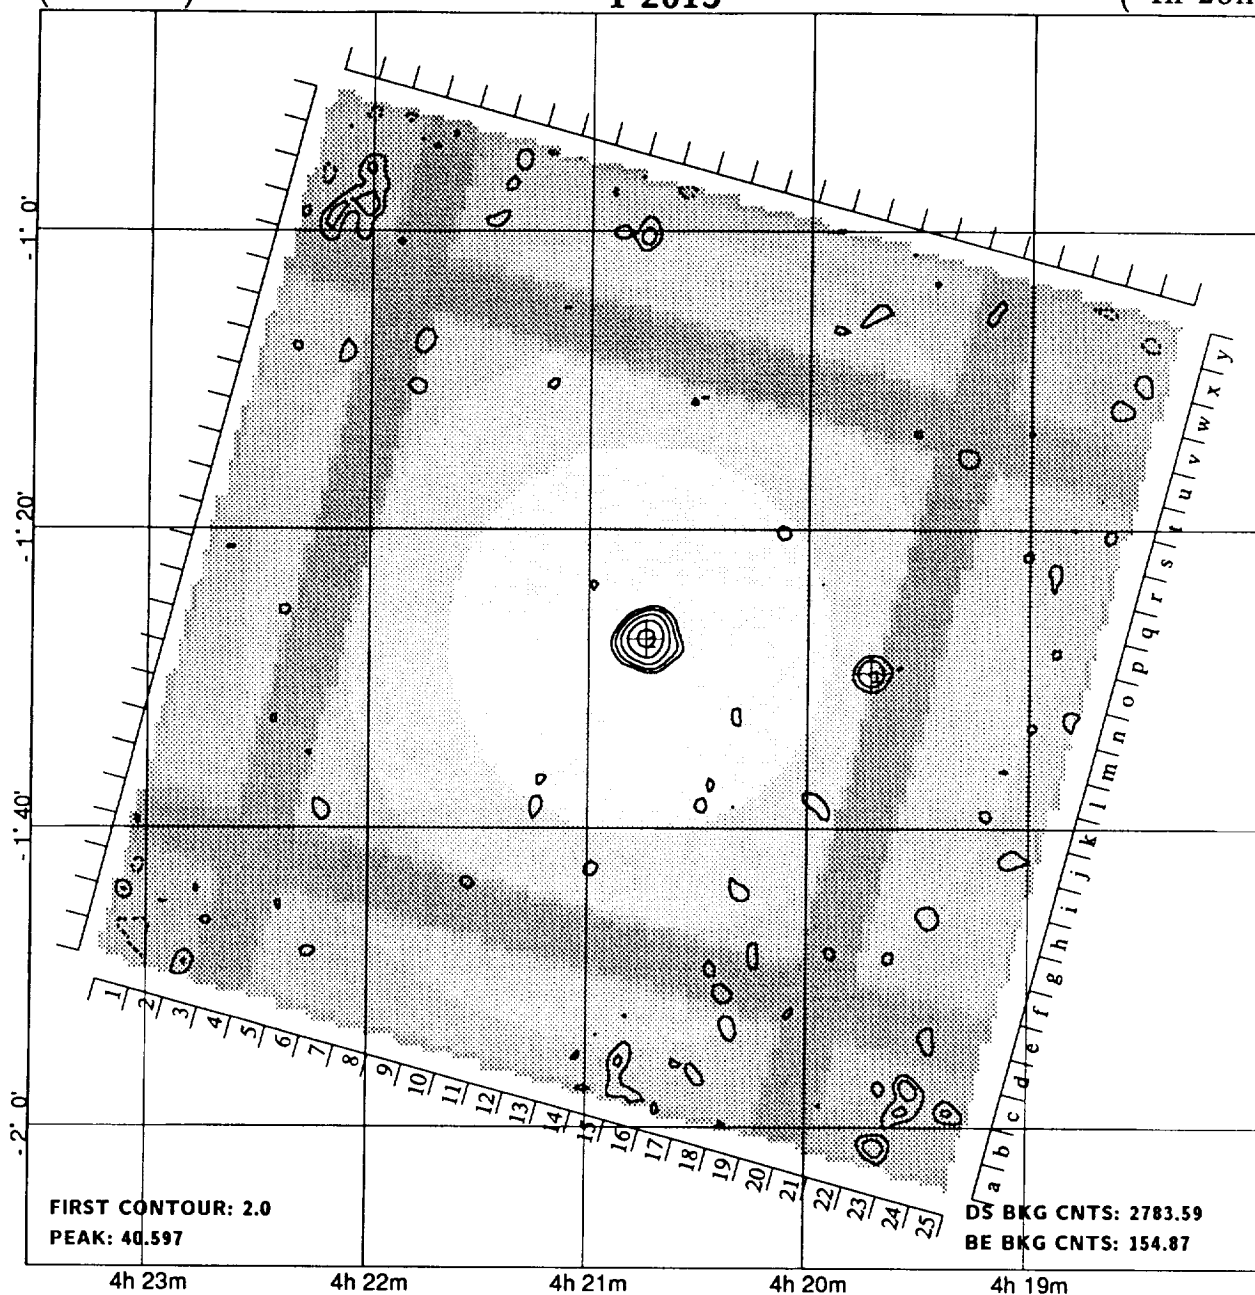 2013
-1° 0'
-1° 20'
-1° 40'
-2° 0'
y
x
w
v
u
t
s
r
q
p
o
n
m
l
k
j
i
h
g
f
e
d
c
b
a
1 2 3 4 5 6 7 8 9 10 11 12 13 14 15 16 17 18 19 20 21 22 23 24 25
FIRST CONTOUR: 2.0
PEAK: 40.597
DS BKG CNTS: 2783.59
BE BKG CNTS: 154.87
4h 23m 4h 22m 4h 21m 4h 20m 4h 19m